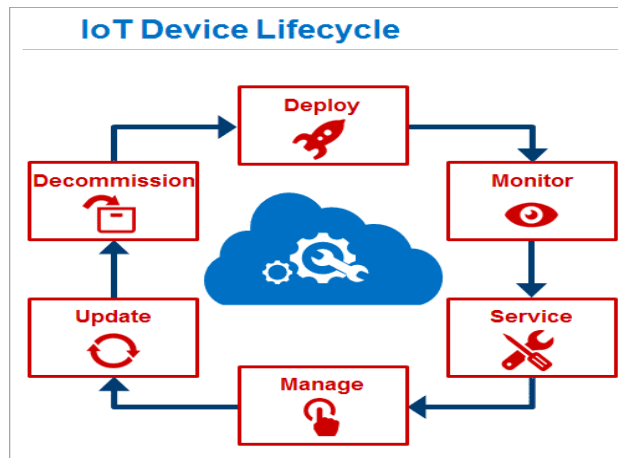 IoT Device Lifecycle
Deploy
Decommission
Monitor
Update
Service
Manage